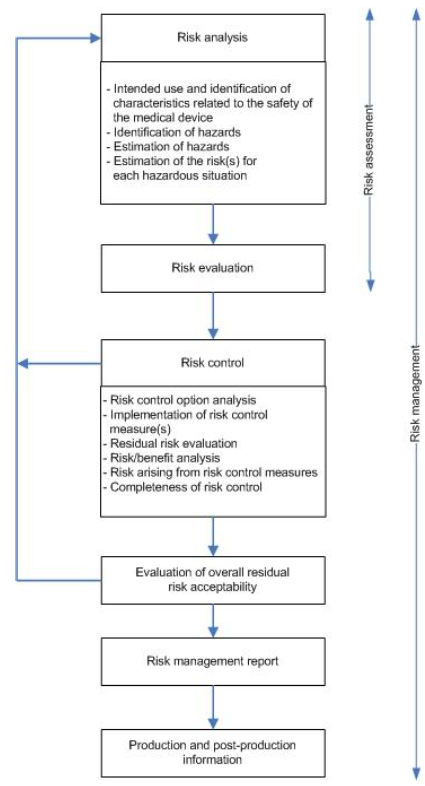 Risk analysis
- Intended use and identification of
characteristics related to the safety of
the medical device
- Identification of hazards
- Estimation of hazards
- Estimation of the risk(s) for
each hazardous situation
Risk evaluation
Risk control
- Risk control option analysis
- Implementation of risk control
measure(s)
- Residual risk evaluation
- Risk/benefit analysis
- Risk arising from risk control measures
- Completeness of risk control
Evaluation of overall residual
risk acceptability
Risk management report
Production and post-production
information
Risk assessment
Risk management